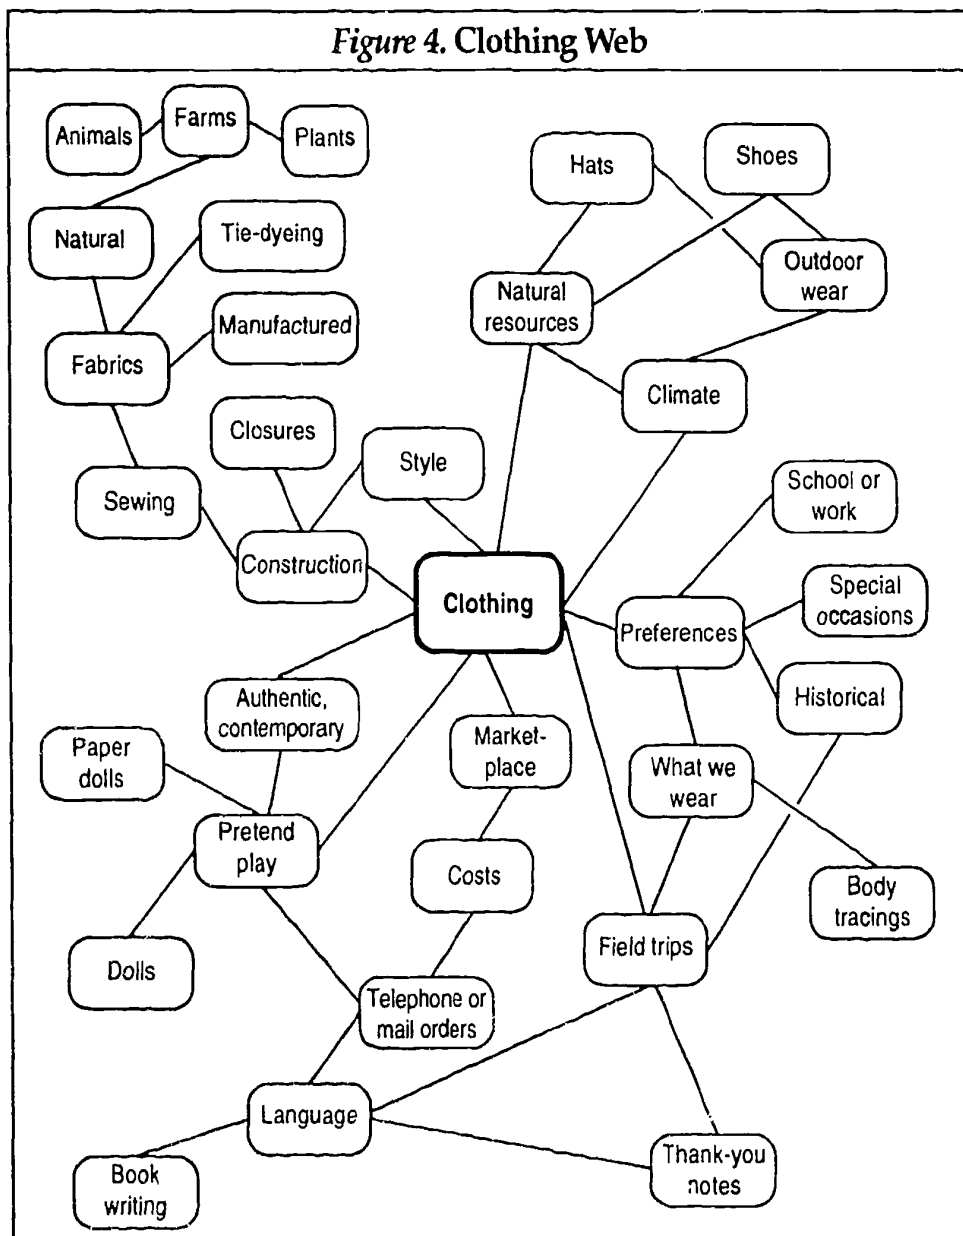 Figure 4. Clothing Web
Animals
Farms
Plants
Hats
Shoes
Natural
Tie-dyeing
Outdoor
wear
Natural
resources
Manufactured
Fabrics
Climate
Closures
Style
Sewing
School or
work
Construction
Clothing
Special
occasions
Preferences
Authentic,
contemporary
Historical
Paper
dolls
Market-
place
What we
wear
Pretend
play
Costs
Body
tracings
Dolls
Field trips
Telephone or
mail orders
Language
Book
writing
Thank-you
notes